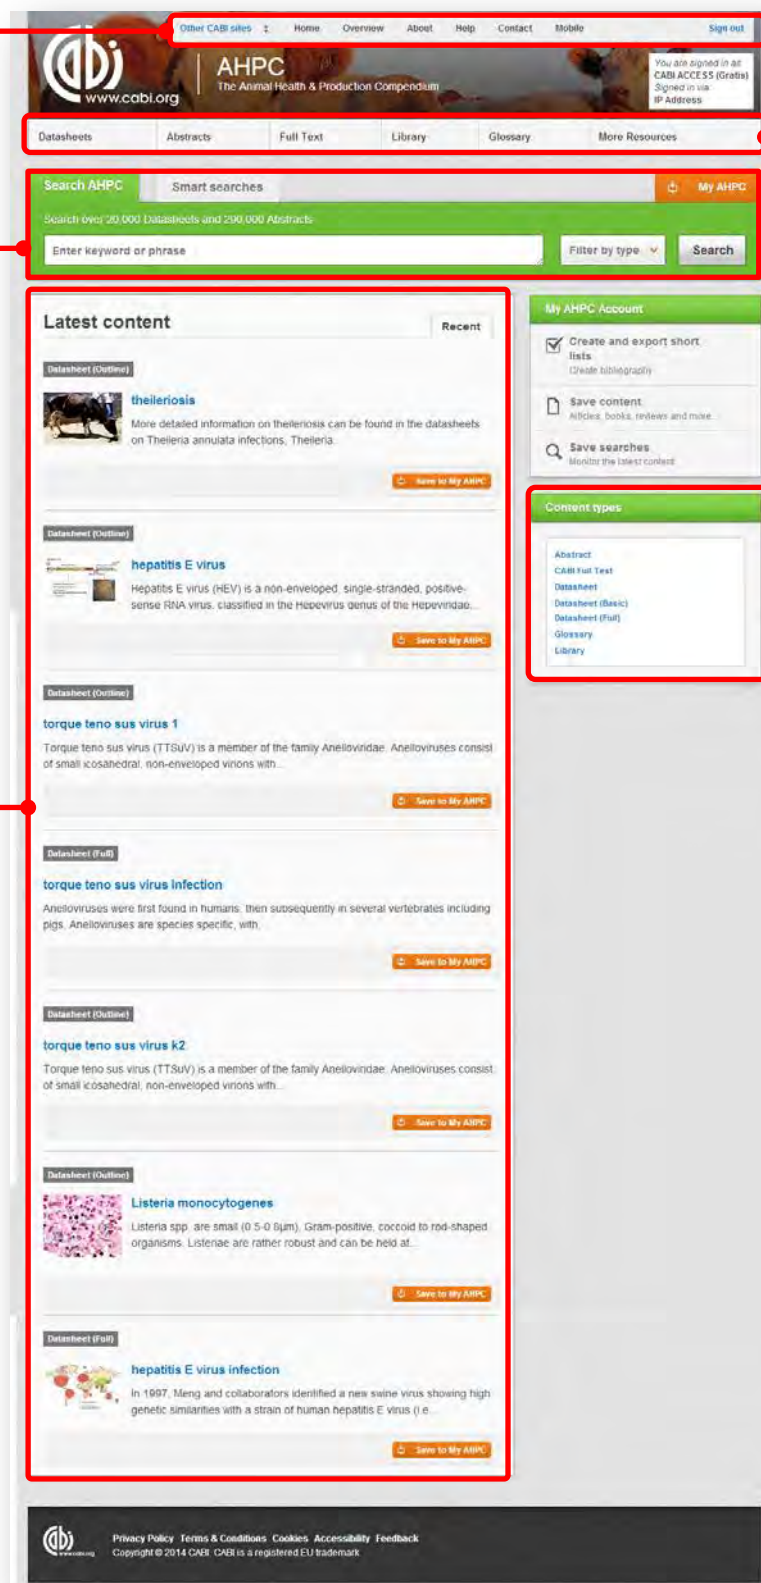 Other CABI sites Home Overview About Help Contact Mobile Sign out
cabi
www.cabi.org
AHPC
The Animal Health & Production Compendium
You are signed in as:
CABI ACCESS (Gratis)
Signed in via:
IP Address
Datasheets Abstracts Full Text Library Glossary More Resources
Search AHPC Smart searches My AHPC
Search over 20,000 Datasheets and 200,000 Abstracts
Enter keyword or phrase Filter by type Search
Latest content Recent
Datasheet (Outline)
theileriosis
More detailed information on theileriosis can be found in the datasheets
on Theileria annulata infections, Theileria...
Save to My AHPC
Datasheet (Outline)
hepatitis E virus
Hepatitis E virus (HEV) is a non-enveloped, single-stranded, positive-
sense RNA virus, classified in the Hepevirus genus of the Hepeviridae...
Save to My AHPC
Datasheet (Outline)
torque teno sus virus 1
Torque teno sus virus (TTSuV) is a member of the family Anelloviridae. Anelloviruses consist
of small icosahedral, non-enveloped virions with...
Save to My AHPC
Datasheet (Full)
torque teno sus virus infection
Anelloviruses were first found in humans, then subsequently in several vertebrates including
pigs. Anelloviruses are species specific, with...
Save to My AHPC
Datasheet (Outline)
torque teno sus virus k2
Torque teno sus virus (TTSuV) is a member of the family Anelloviridae. Anelloviruses consist
of small icosahedral, non-enveloped virions with...
Save to My AHPC
Datasheet (Outline)
Listeria monocytogenes
Listeria spp. are small (0.5-0.8µm), Gram-positive, coccoid to rod-shaped
organisms. Listeriae are rather robust and can be held at...
Save to My AHPC
Datasheet (Full)
hepatitis E virus infection
In 1997, Meng and collaborators identified a new swine virus showing high
genetic similarities with a strain of human hepatitis E virus (i.e...
Save to My AHPC
My AHPC Account
Create and export short
lists
Create bibliography
Save content
Articles, books, reviews and more...
Save searches
Monitor the latest content
Content types
Abstract
CABI Full Text
Datasheet
Datasheet (Basic)
Datasheet (Full)
Glossary
Library
cabi
www.cabi.org
Privacy Policy Terms & Conditions Cookies Accessibility Feedback
Copyright © 2014 CABI. CABI is a registered EU trademark